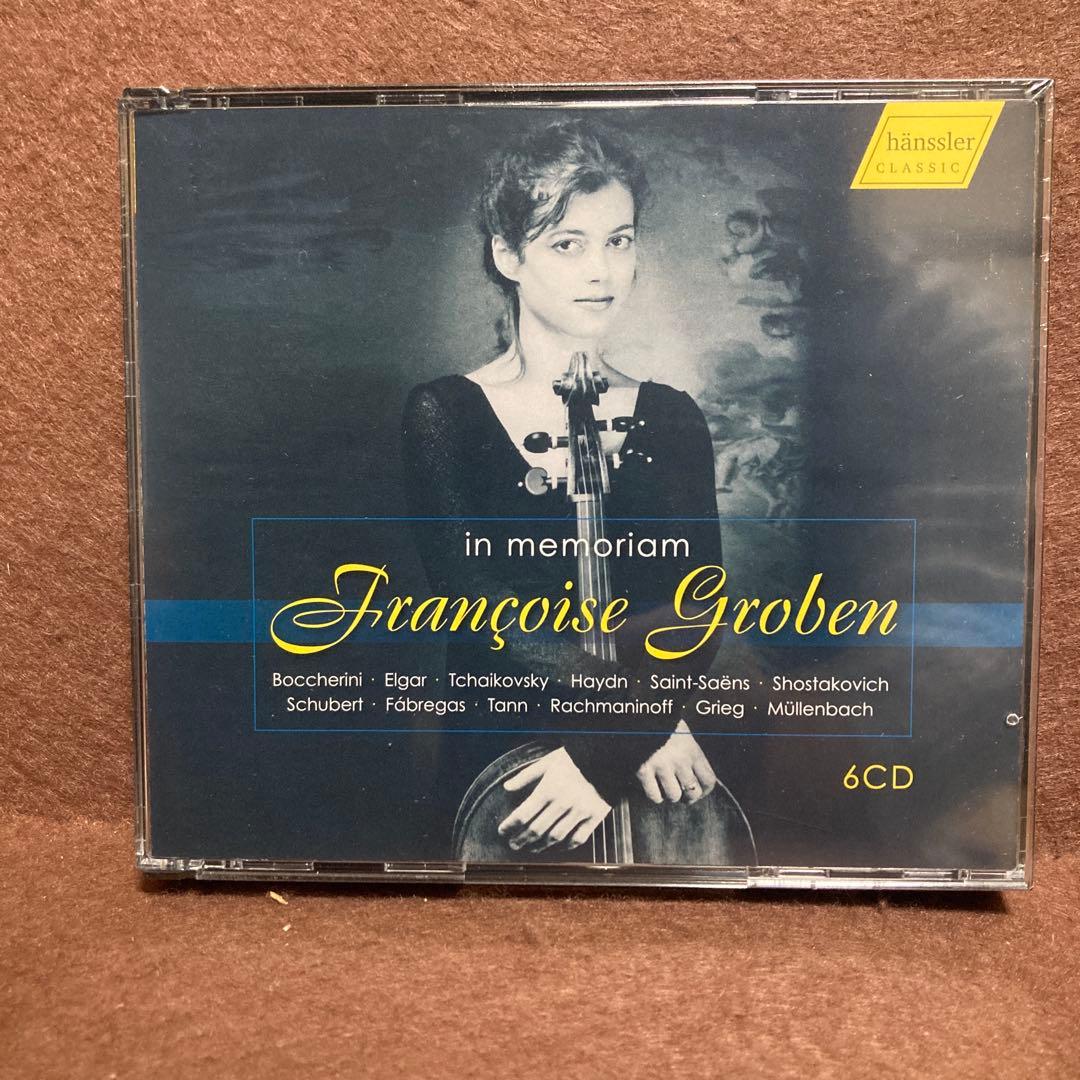 hänssler
CLASSIC
in memoriam
Françoise Groben
Boccherini · Elgar · Tchaikovsky · Haydn · Saint-Saëns · Shostakovich
Schubert · Fábregas · Tann · Rachmaninoff · Grieg · Müllenbach
6CD